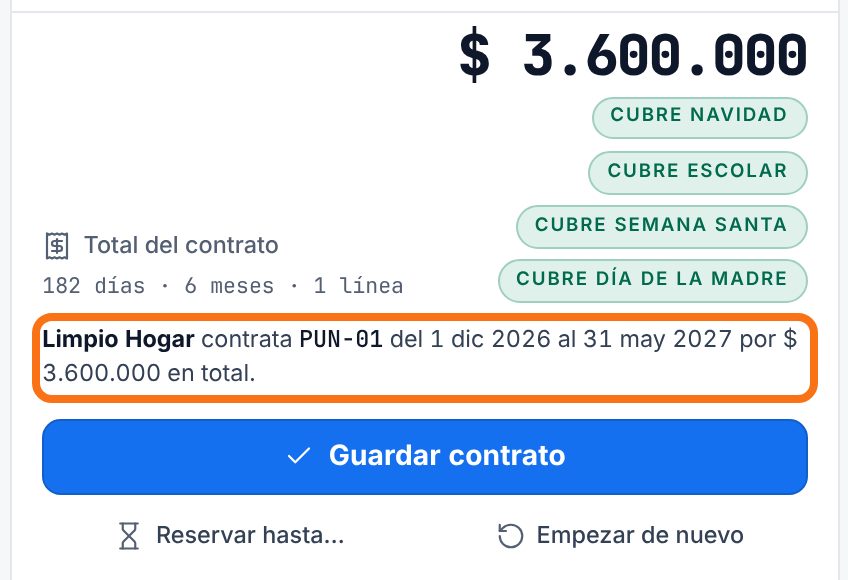 $ 3.600.000
CUBRE NAVIDAD
CUBRE ESCOLAR
CUBRE SEMANA SANTA
Total del contrato
182 días · 6 meses · 1 línea
CUBRE DÍA DE LA MADRE
Limpio Hogar contrata PUN-01 del 1 dic 2026 al 31 may 2027 por $
3.600.000 en total.
Guardar contrato
Reservar hasta...
Empezar de nuevo